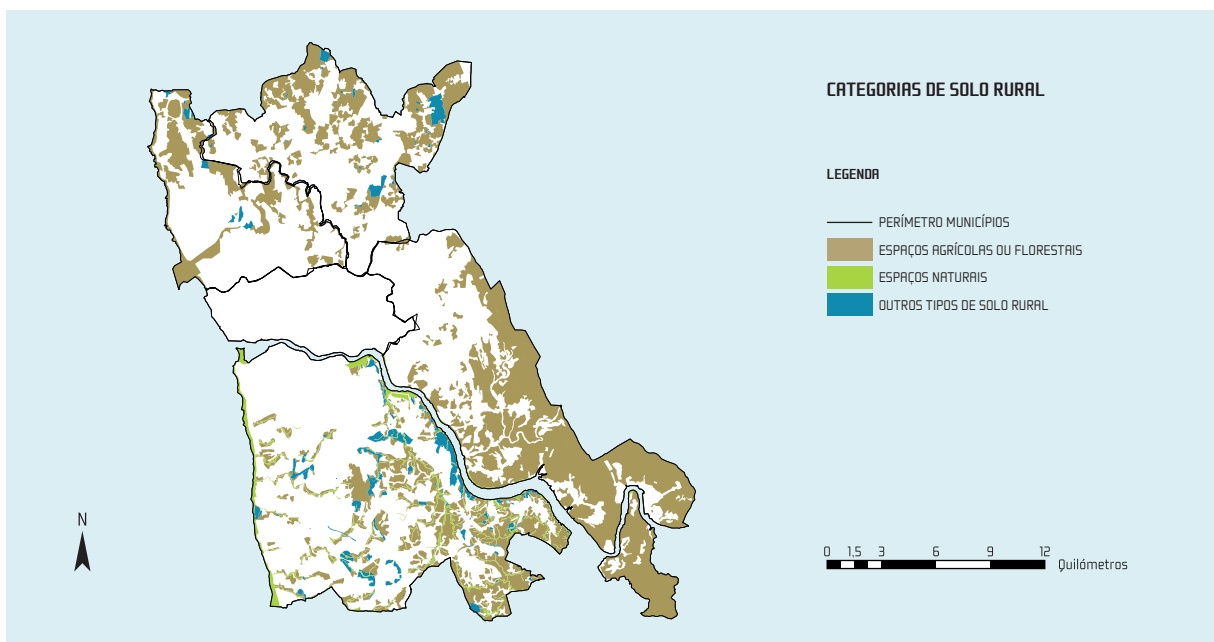 CATEGORIAS DE SOLO RURAL
LEGENDA
PERÍMETRO MUNICÍPIOS
ESPAÇOS AGRÍCOLAS OU FLORESTAIS
ESPAÇOS NATURAIS
OUTROS TIPOS DE SOLO RURAL
N
0 1,5 3 6 9 12
Quilómetros